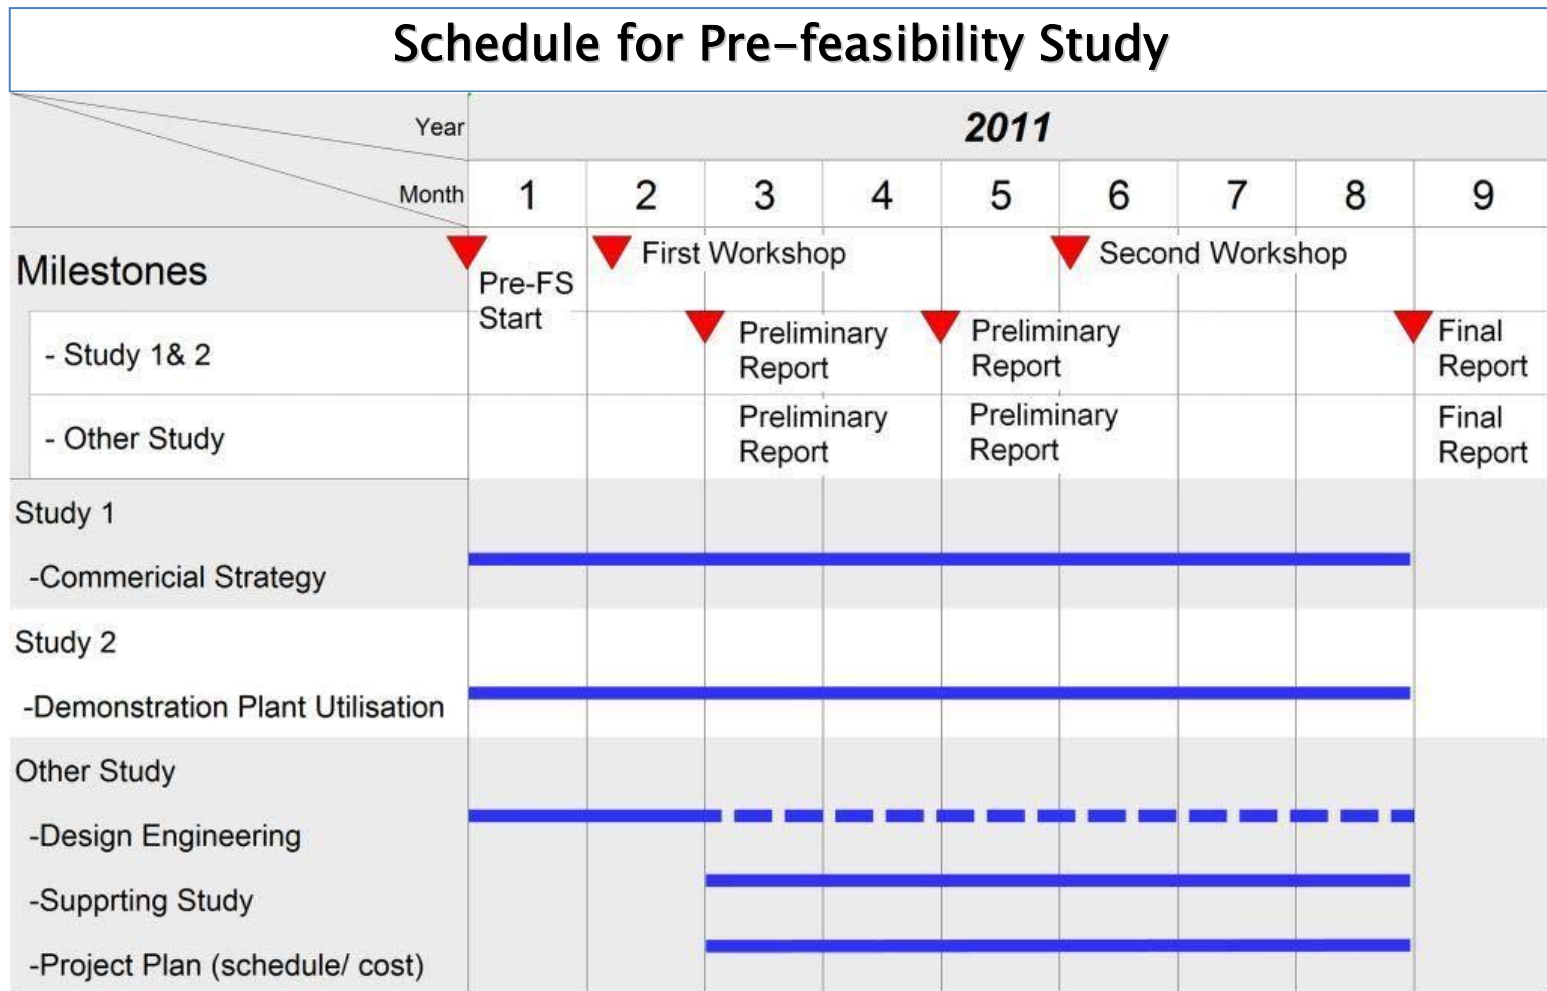 Schedule for Pre-feasibility Study
Year
2011
Month
1 2 3 4 5 6 7 8 9
Milestones
Pre-FS
Start
First Workshop
Second Workshop
- Study 1& 2
Preliminary
Report
Preliminary
Report
Final
Report
- Other Study
Preliminary
Report
Preliminary
Report
Final
Report
Study 1
-Commericial Strategy
Study 2
-Demonstration Plant Utilisation
Other Study
-Design Engineering
-Supprting Study
-Project Plan (schedule/ cost)